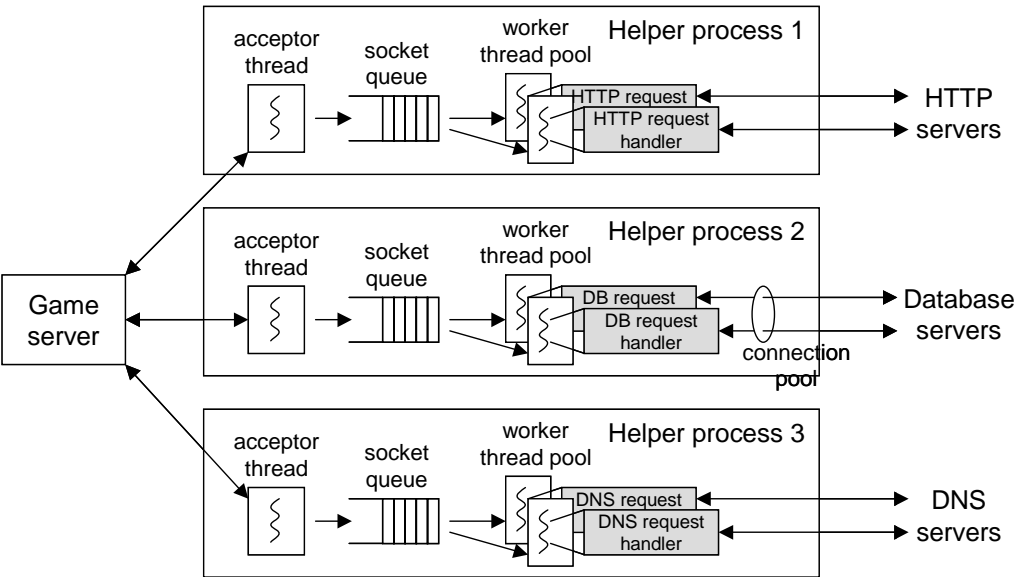 Helper process 1
acceptor
thread
socket
queue
worker
thread pool
HTTP request
HTTP request
handler
HTTP
servers
Game
server
Helper process 2
acceptor
thread
socket
queue
worker
thread pool
DB request
DB request
handler
connection
pool
Database
servers
Helper process 3
acceptor
thread
socket
queue
worker
thread pool
DNS request
DNS request
handler
DNS
servers